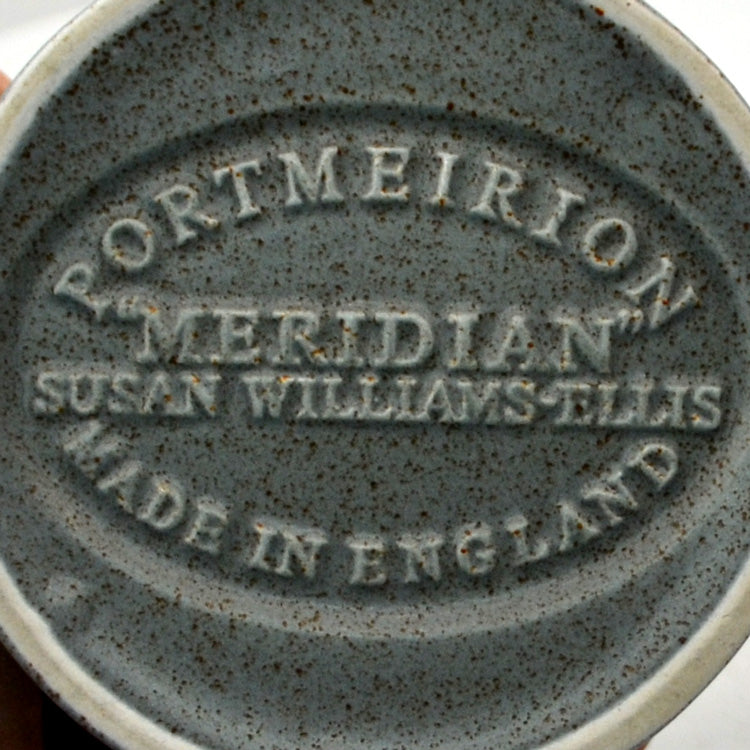 PORTMEIRION
"MERIDIAN"
SUSAN WILLIAMS-ELLIS
MADE IN ENGLAND